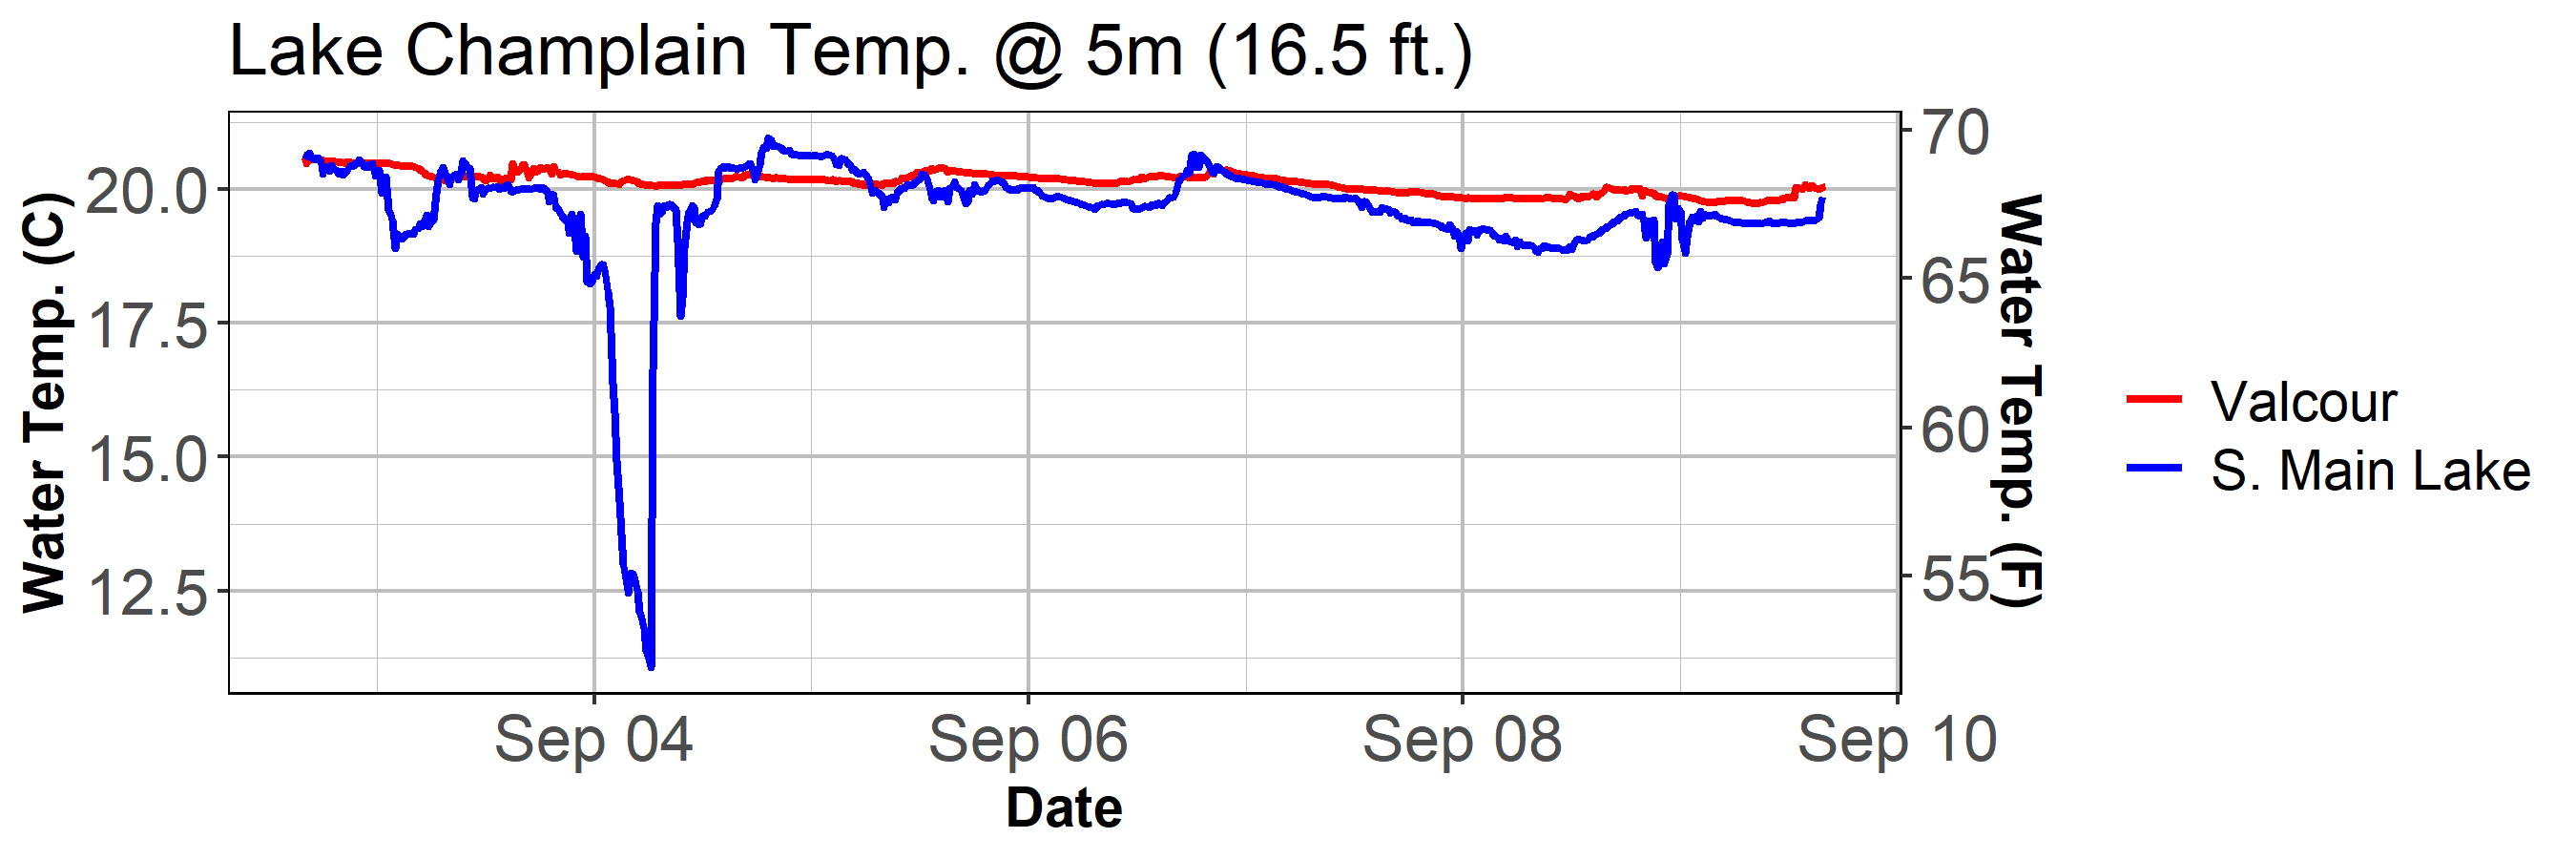 Lake Champlain Temp. @ 5m (16.5 ft.)
Water Temp. (C)
20.0
17.5
15.0
12.5
70
65
60
55
Water Temp. (F)
Sep 04
Sep 06
Sep 08
Sep 10
Date
Valcour
S. Main Lake